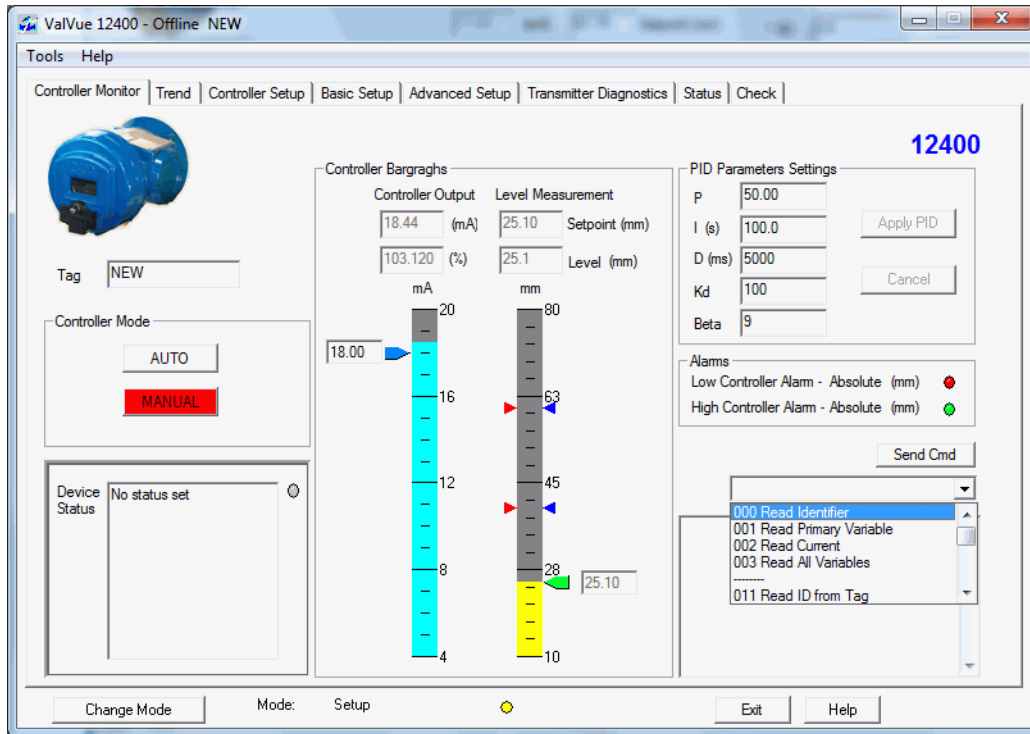 ValVue 12400 - Offline NEW
Tools Help
Controller Monitor Trend Controller Setup Basic Setup Advanced Setup Transmitter Diagnostics Status Check
12400
Tag NEW
Controller Mode
AUTO
MANUAL
Device Status No status set
Controller Bargraghs
Controller Output Level Measurement
18.44 (mA) 25.10 Setpoint (mm)
103.120 (%) 25.1 Level (mm)
mA mm
20 80
18.00
16 63
12 45
8 28
25.10
4 10
PID Parameters Settings
P 50.00
I (s) 100.0
D (ms) 5000
Kd 100
Beta 9
Apply PID
Cancel
Alarms
Low Controller Alarm - Absolute (mm)
High Controller Alarm - Absolute (mm)
Send Cmd
000 Read Identifier
001 Read Primary Variable
002 Read Current
003 Read All Variables
--------
011 Read ID from Tag
Change Mode Mode: Setup Exit Help